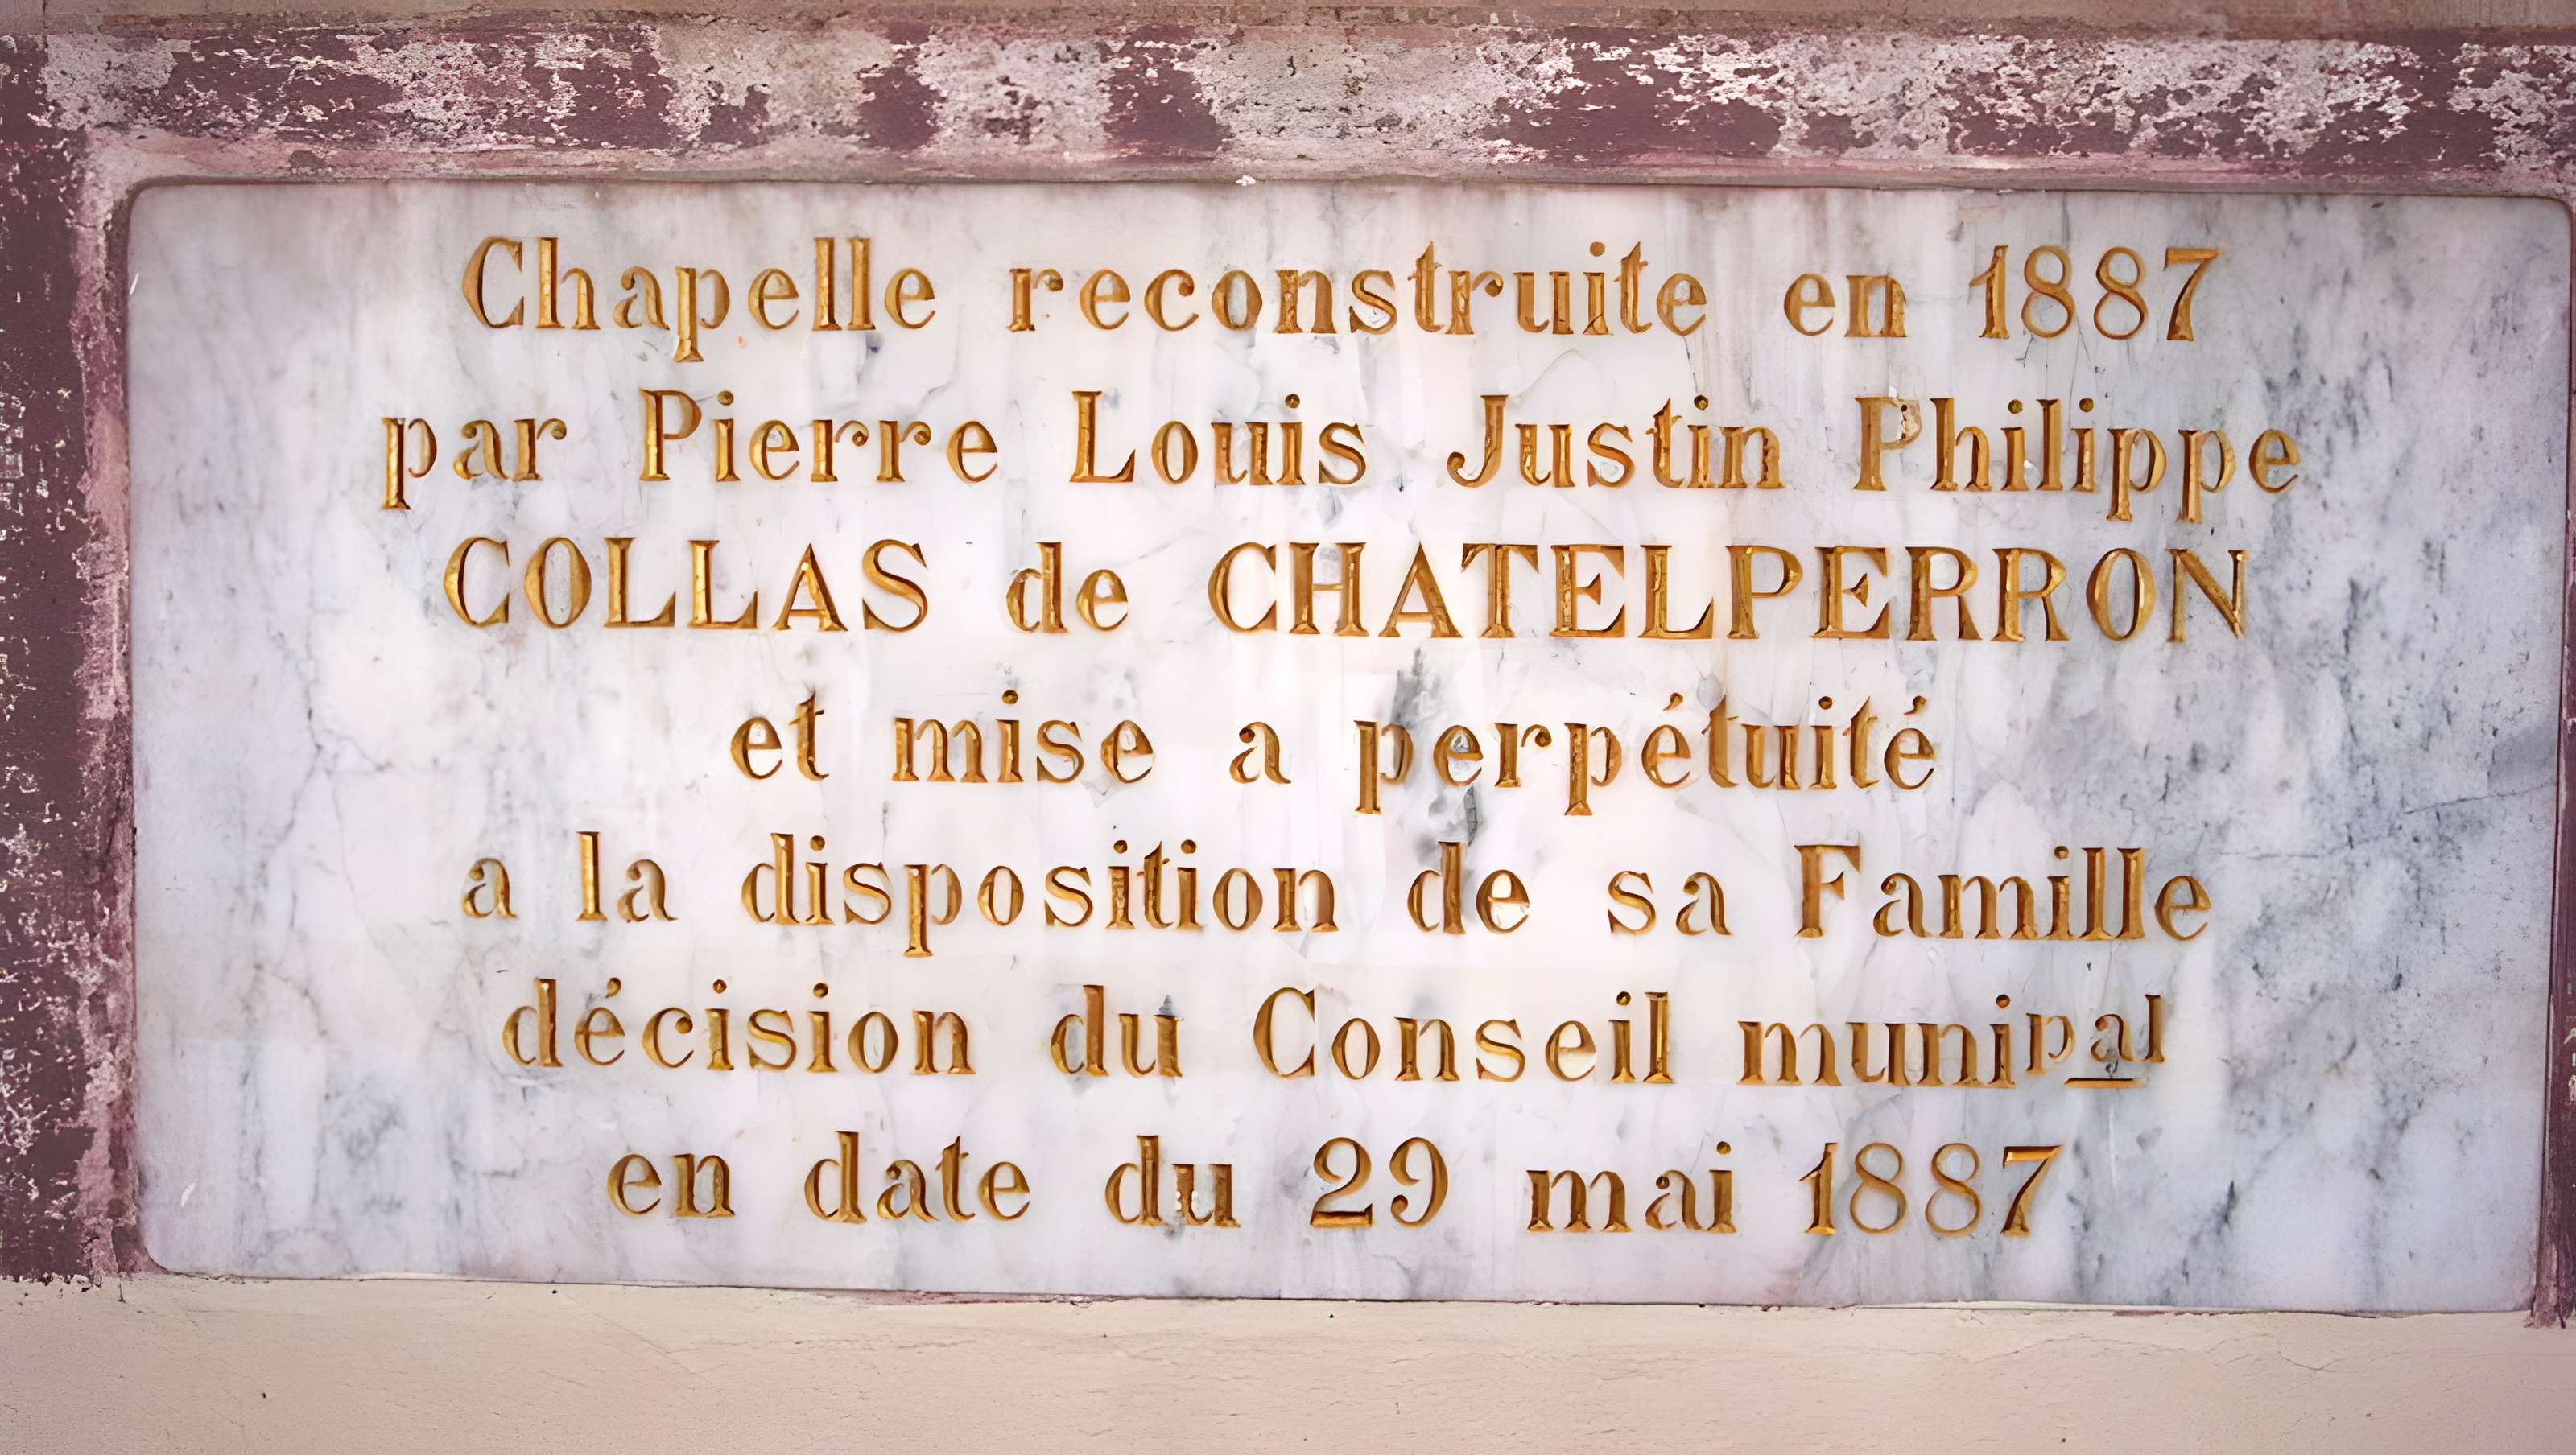 Chapelle reconstruite en 1887
par Pierre Louis Justin Philippe
COLLAS de CHATELPERRON
et mise a perpétuité
a la disposition de sa Famille
décision du Conseil munipal
en date du 29 mai 1887